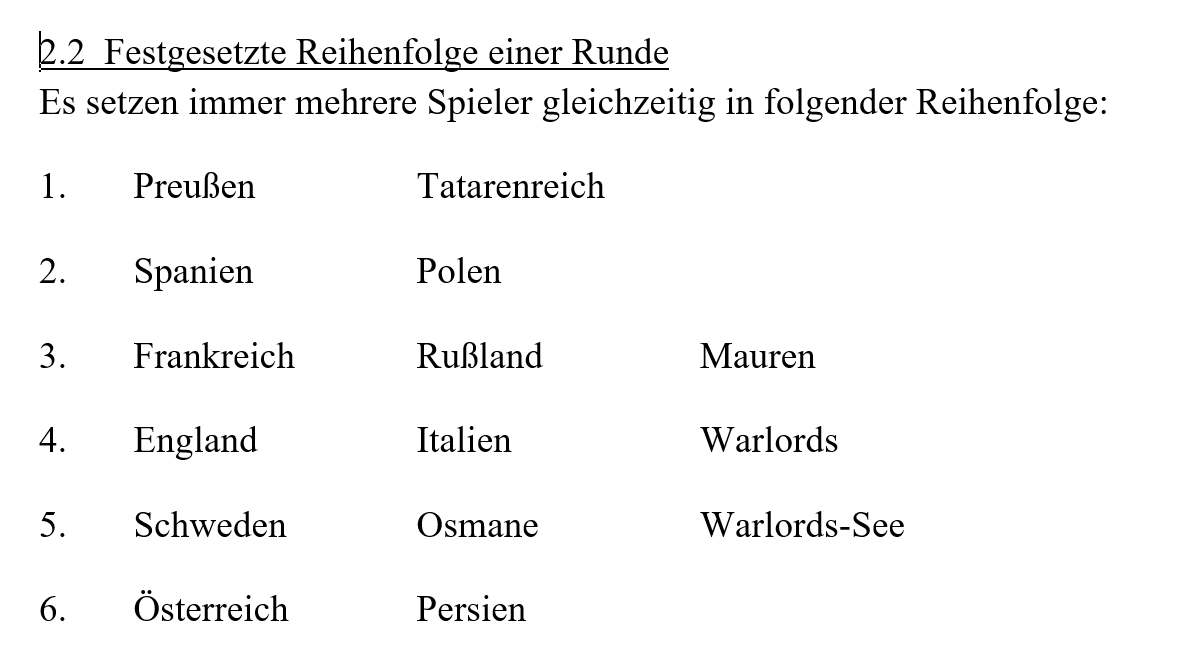 2.2  Festgesetzte Reihenfolge einer Runde
Es setzen immer mehrere Spieler gleichzeitig in folgender Reihenfolge:
1. Preußen Tatarenreich
2. Spanien Polen
3. Frankreich Rußland Mauren
4. England Italien Warlords
5. Schweden Osmane Warlords-See
6. Österreich Persien